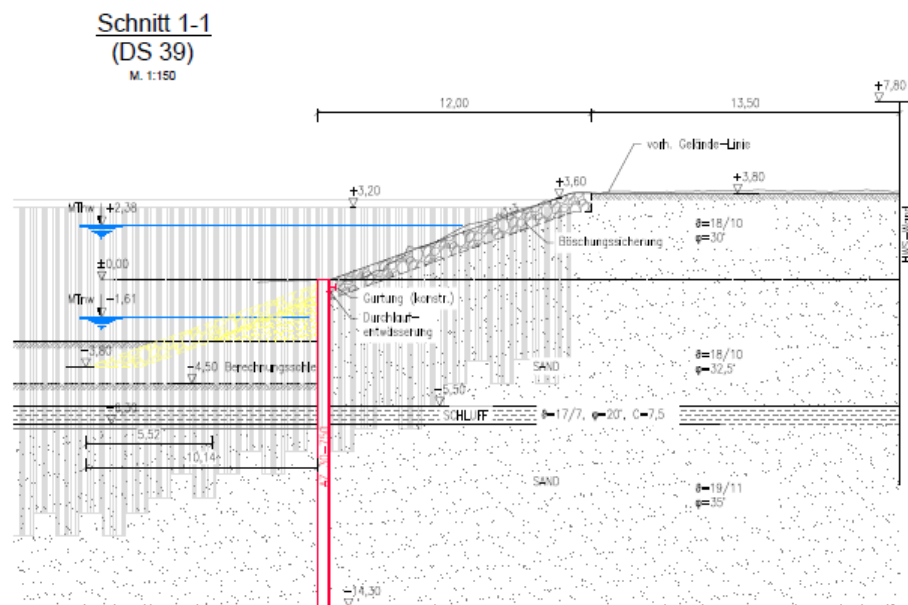 Schnitt 1-1
(DS 39)
M. 1:150
+7,80
12,00
13,50
vorh. Gelände-Linie
+3,20
+3,60
+3,80
MThw +2,38
ϑ=18/10
φ=30°
Böschungssicherung
±0,00
Gurtung (konstr.)
MTnw -1,61
Durchlauf-
entwässerung
-3,80
ϑ=18/10
φ=32,5°
-4,50 Berechnungssohle
SAND
-5,50
-6,30
SCHLUFF ϑ=17/7, φ=20°, C=7,5
5,52
10,14
SAND
ϑ=19/11
φ=35°
-14,30